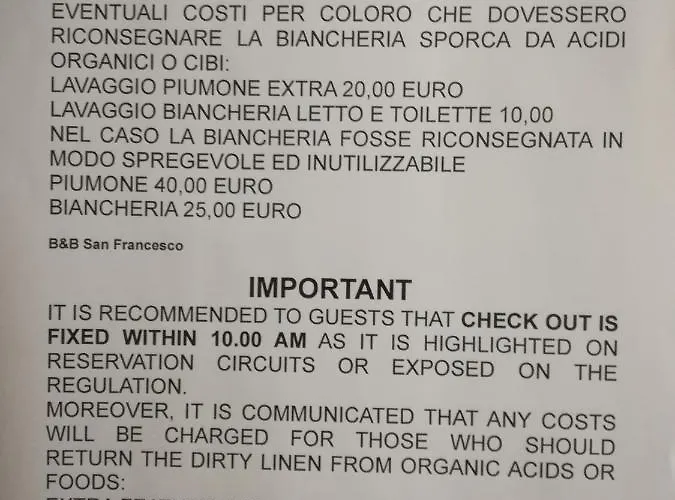 EVENTUALI COSTI PER COLORO CHE DOVESSERO
RICONSEGNARE LA BIANCHERIA SPORCA DA ACIDI
ORGANICI O CIBI:
LAVAGGIO PIUMONE EXTRA 20,00 EURO
LAVAGGIO BIANCHERIA LETTO E TOILETTE 10,00
NEL CASO LA BIANCHERIA FOSSE RICONSEGNATA IN
MODO SPREGEVOLE ED INUTILIZZABILE
PIUMONE 40,00 EURO
BIANCHERIA 25,00 EURO
B&B San Francesco
IMPORTANT
IT IS RECOMMENDED TO GUESTS THAT CHECK OUT IS
FIXED WITHIN 10.00 AM AS IT IS HIGHLIGHTED ON
RESERVATION CIRCUITS OR EXPOSED ON THE
REGULATION.
MOREOVER, IT IS COMMUNICATED THAT ANY COSTS
WILL BE CHARGED FOR THOSE WHO SHOULD
RETURN THE DIRTY LINEN FROM ORGANIC ACIDS OR
FOODS: